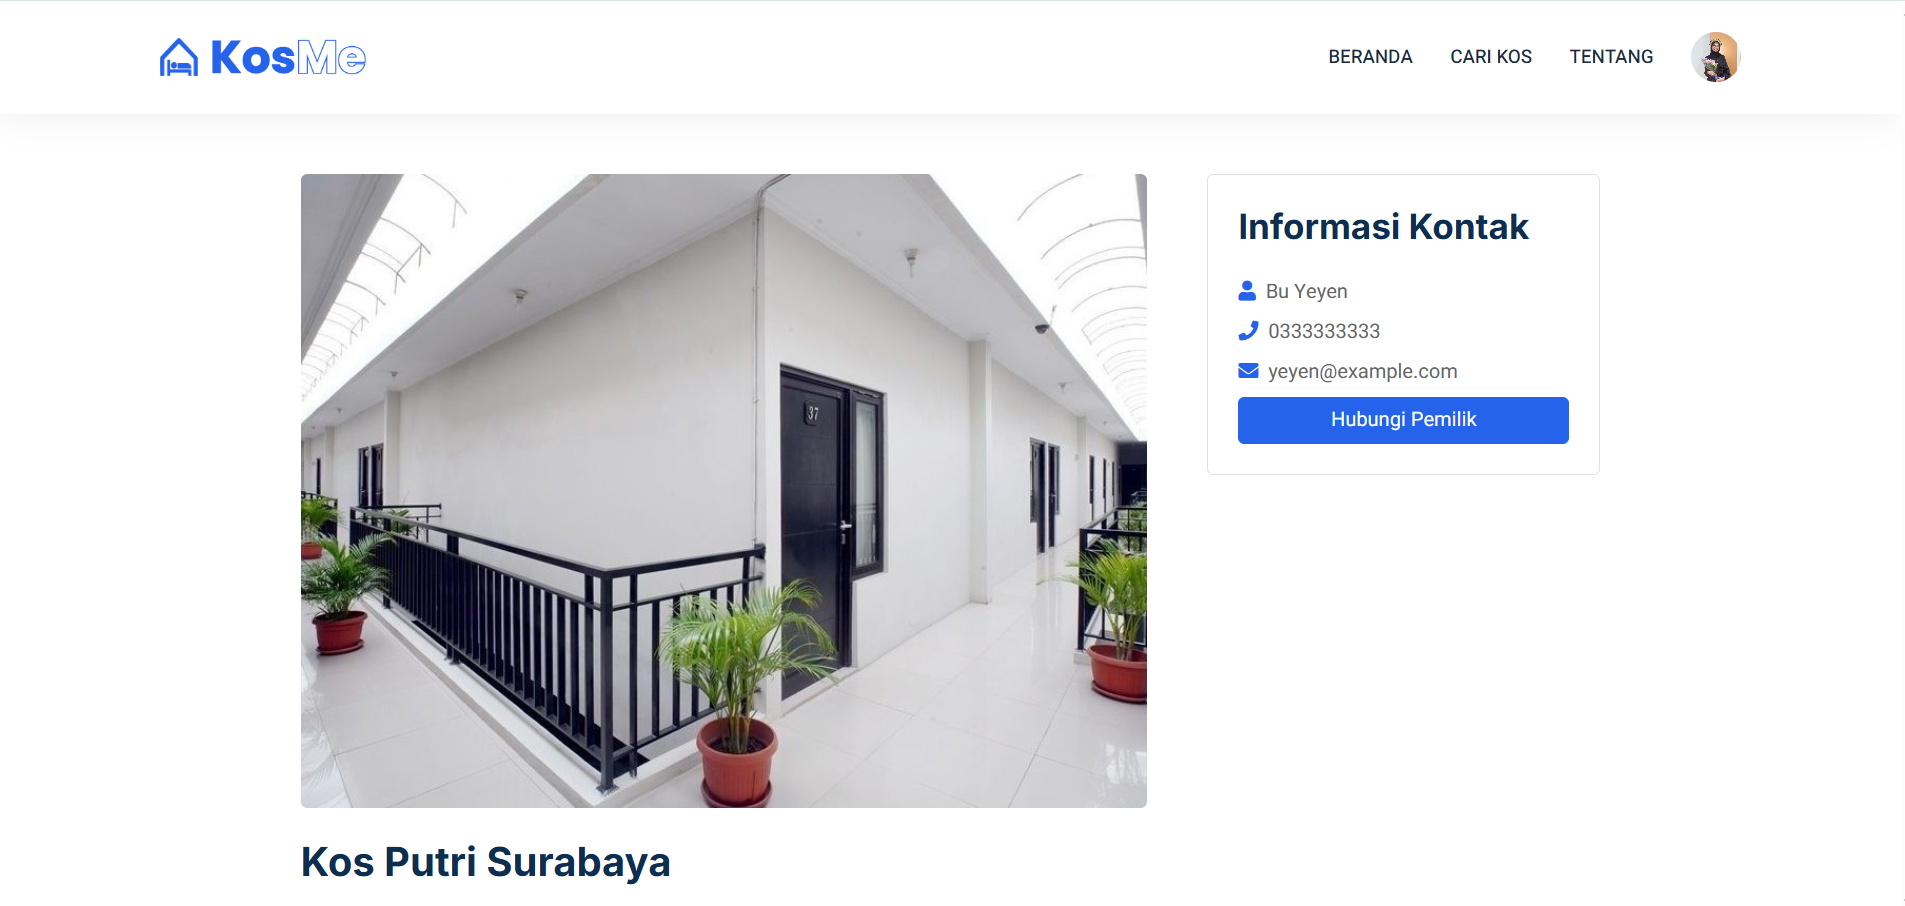 KosMe
BERANDA CARI KOS TENTANG
37
Informasi Kontak
Bu Yeyen
0333333333
yeyen@example.com
Hubungi Pemilik
Kos Putri Surabaya